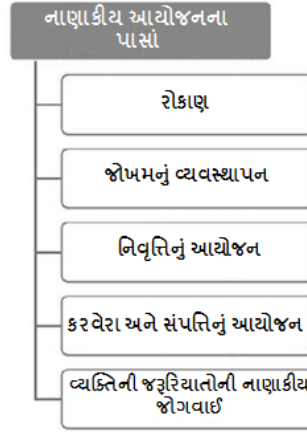 નાણાકીય આયોજનના
પાસાં
રોકાણ
જોખમનું વ્યવસ્થાપન
નિવૃત્તિનું આયોજન
કરવેરા અને સંપત્તિનું આયોજન
વ્યક્તિની જરૂરિયાતોની નાણાકીય
જોગવાઈ